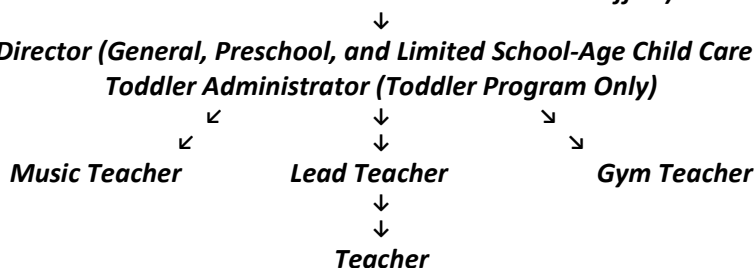 ↓
Director (General, Preschool, and Limited School-Age Child Care
Toddler Administrator (Toddler Program Only)
↙ ↓ ↘
↙ ↓ ↘
Music Teacher Lead Teacher Gym Teacher
↓
↓
Teacher